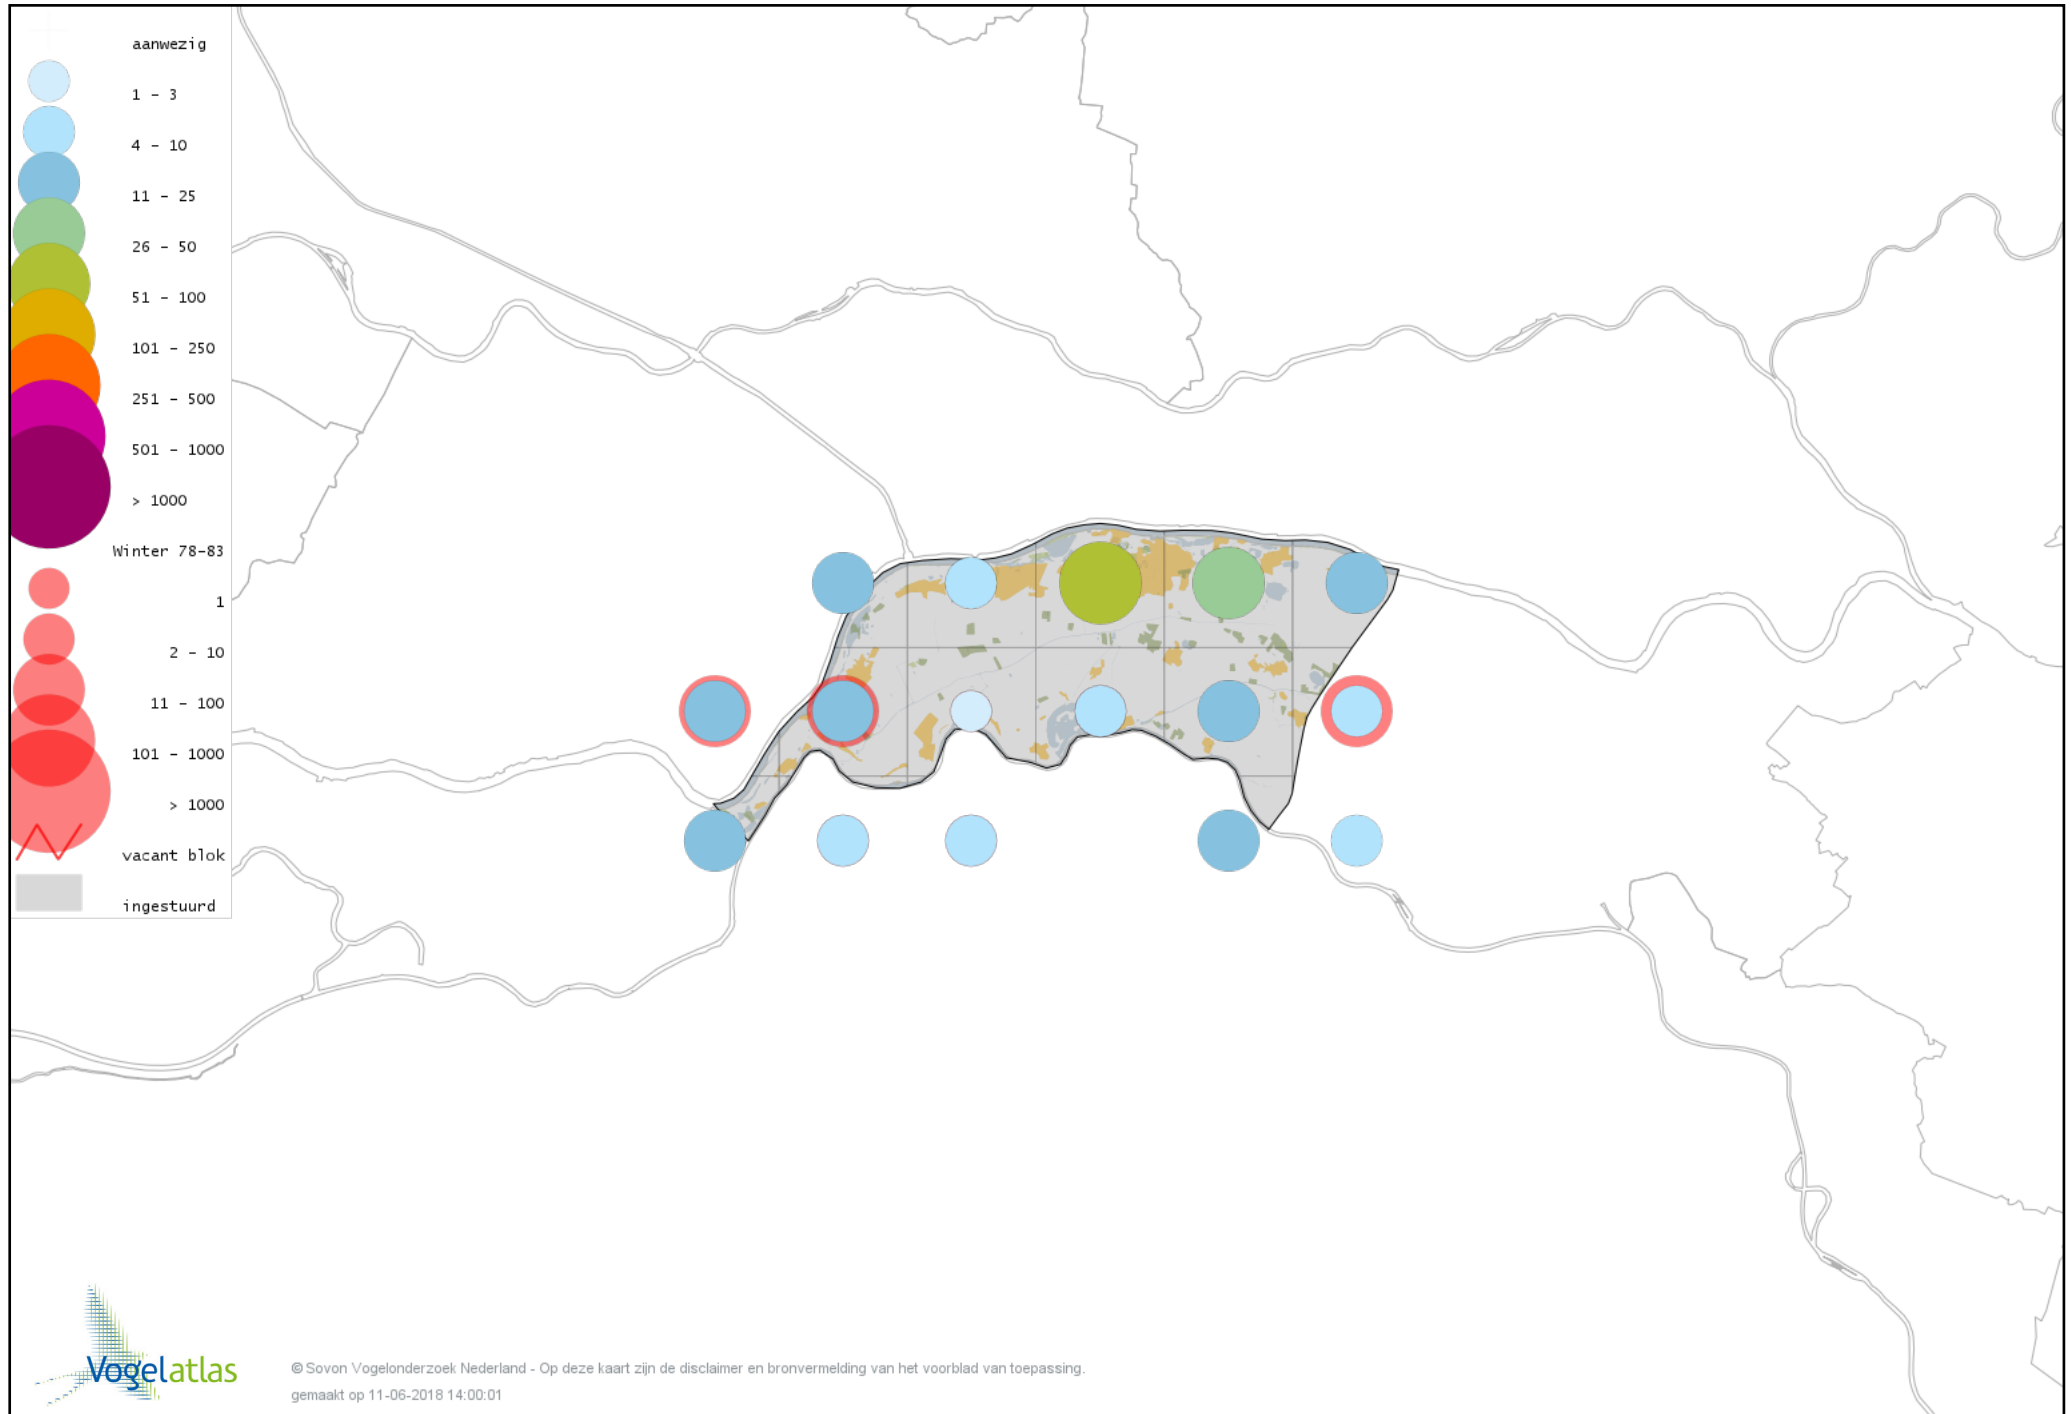 aanwezig
1 - 3
4 - 10
11 - 25
26 - 50
51 - 100
101 - 250
251 - 500
501 - 1000
> 1000
Winter 78-83
1
2 - 10
11 - 100
101 - 1000
> 1000
vacant blok
ingestuurd
Vogelatlas
© Sovon Vogelonderzoek Nederland - Op deze kaart zijn de disclaimer en bronvermelding van het voorblad van toepassing.
gemaakt op 11-06-2018 14:00:01